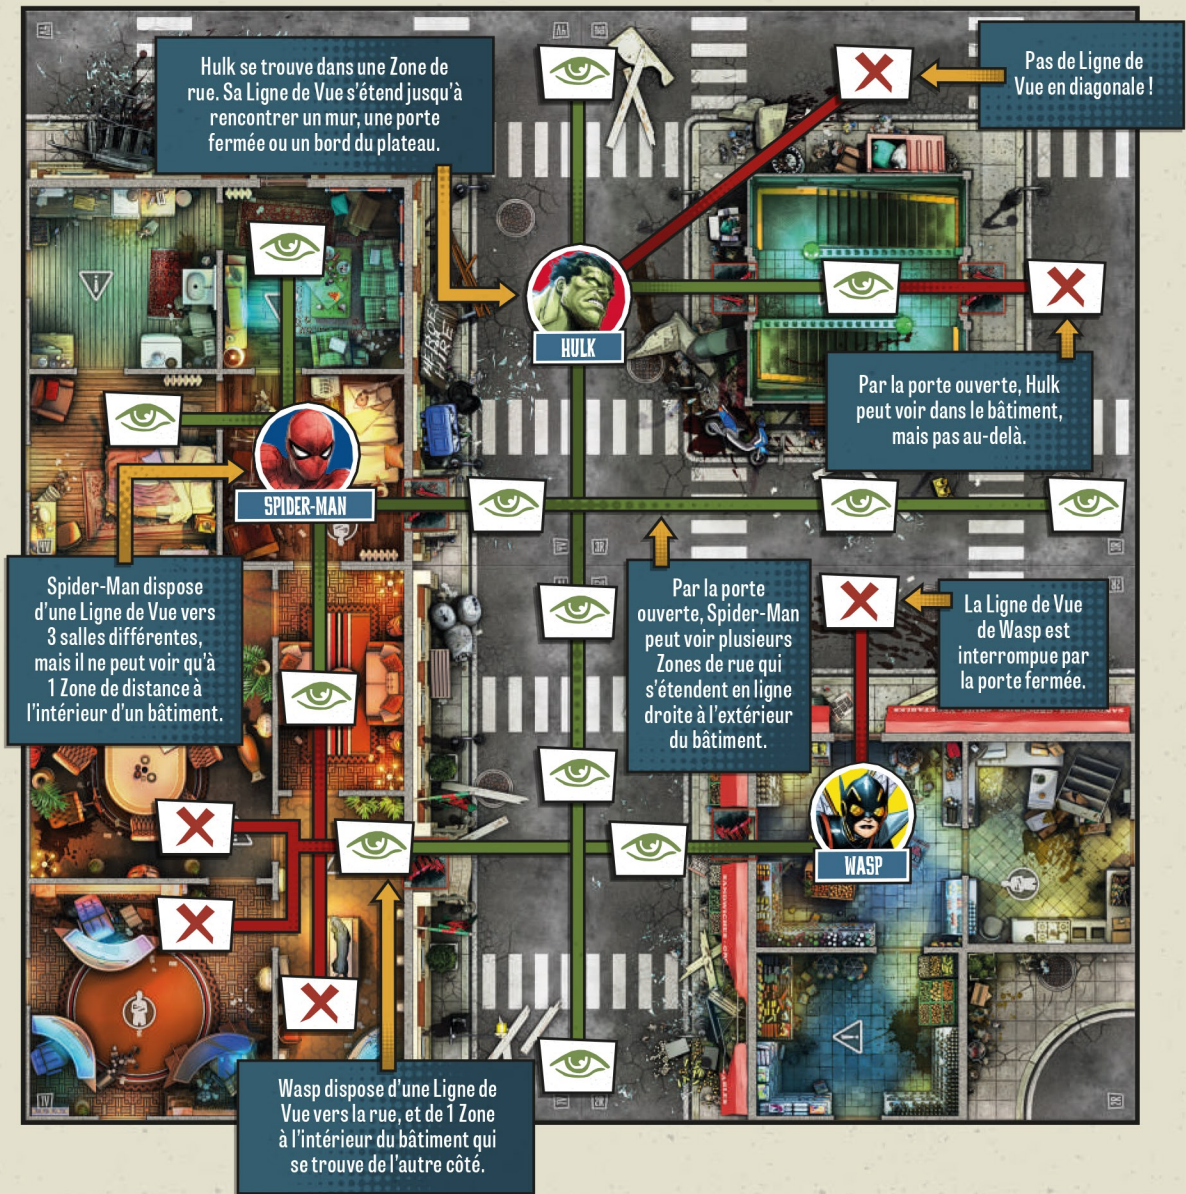 Hulk se trouve dans une Zone de
rue. Sa Ligne de Vue s'étend jusqu'à
rencontrer un mur, une porte
fermée ou un bord du plateau.
Pas de Ligne de
Vue en diagonale !
HULK
Par la porte ouverte, Hulk
peut voir dans le bâtiment,
mais pas au-delà.
SPIDER-MAN
Spider-Man dispose
d'une Ligne de Vue vers
3 salles différentes,
mais il ne peut voir qu'à
1 Zone de distance à
l'intérieur d'un bâtiment.
Par la porte
ouverte, Spider-Man
peut voir plusieurs
Zones de rue qui
s'étendent en ligne
droite à l'extérieur
du bâtiment.
La Ligne de Vue
de Wasp est
interrompue par
la porte fermée.
WASP
Wasp dispose d'une Ligne de
Vue vers la rue, et de 1 Zone
à l'intérieur du bâtiment qui
se trouve de l'autre côté.